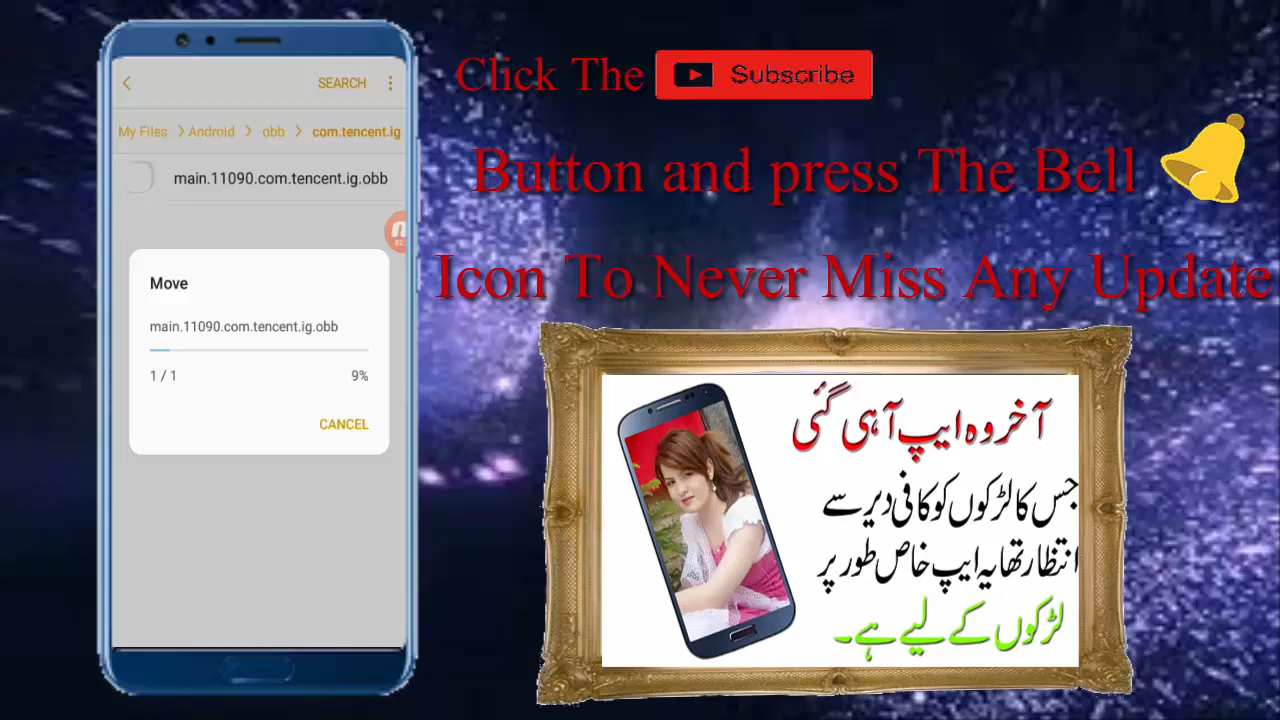 SEARCH
My Files > Android > obb > com.tencent.ig
main.11090.com.tencent.ig.obb
Move
main.11090.com.tencent.ig.obb
1 / 1 9%
CANCEL
Click The Subscribe
Button and press The Bell
Icon To Never Miss Any Update
آخر وہ ایپ آہی گئی
جس کا لڑکوں کو کافی دیر سے
انتظار تھا یہ ایپ خاص طور پر
لڑکوں کے لیے ہے۔